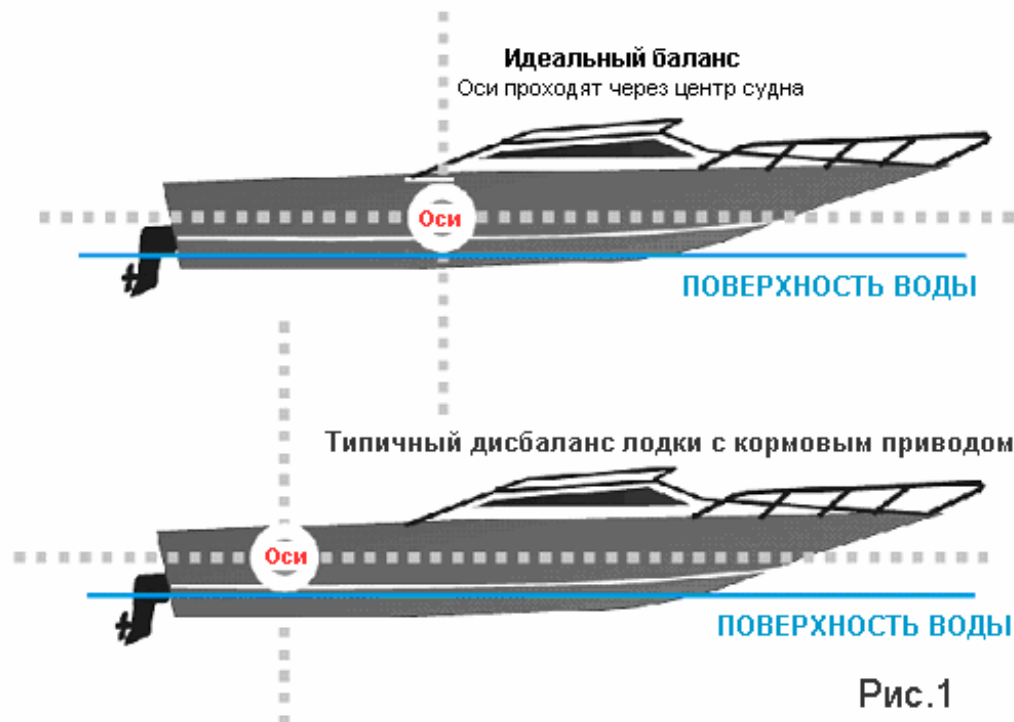 Идеальный баланс
Оси проходят через центр судна
Оси
ПОВЕРХНОСТЬ ВОДЫ
Типичный дисбаланс лодки с кормовым приводом
Оси
ПОВЕРХНОСТЬ ВОДЫ
Рис.1